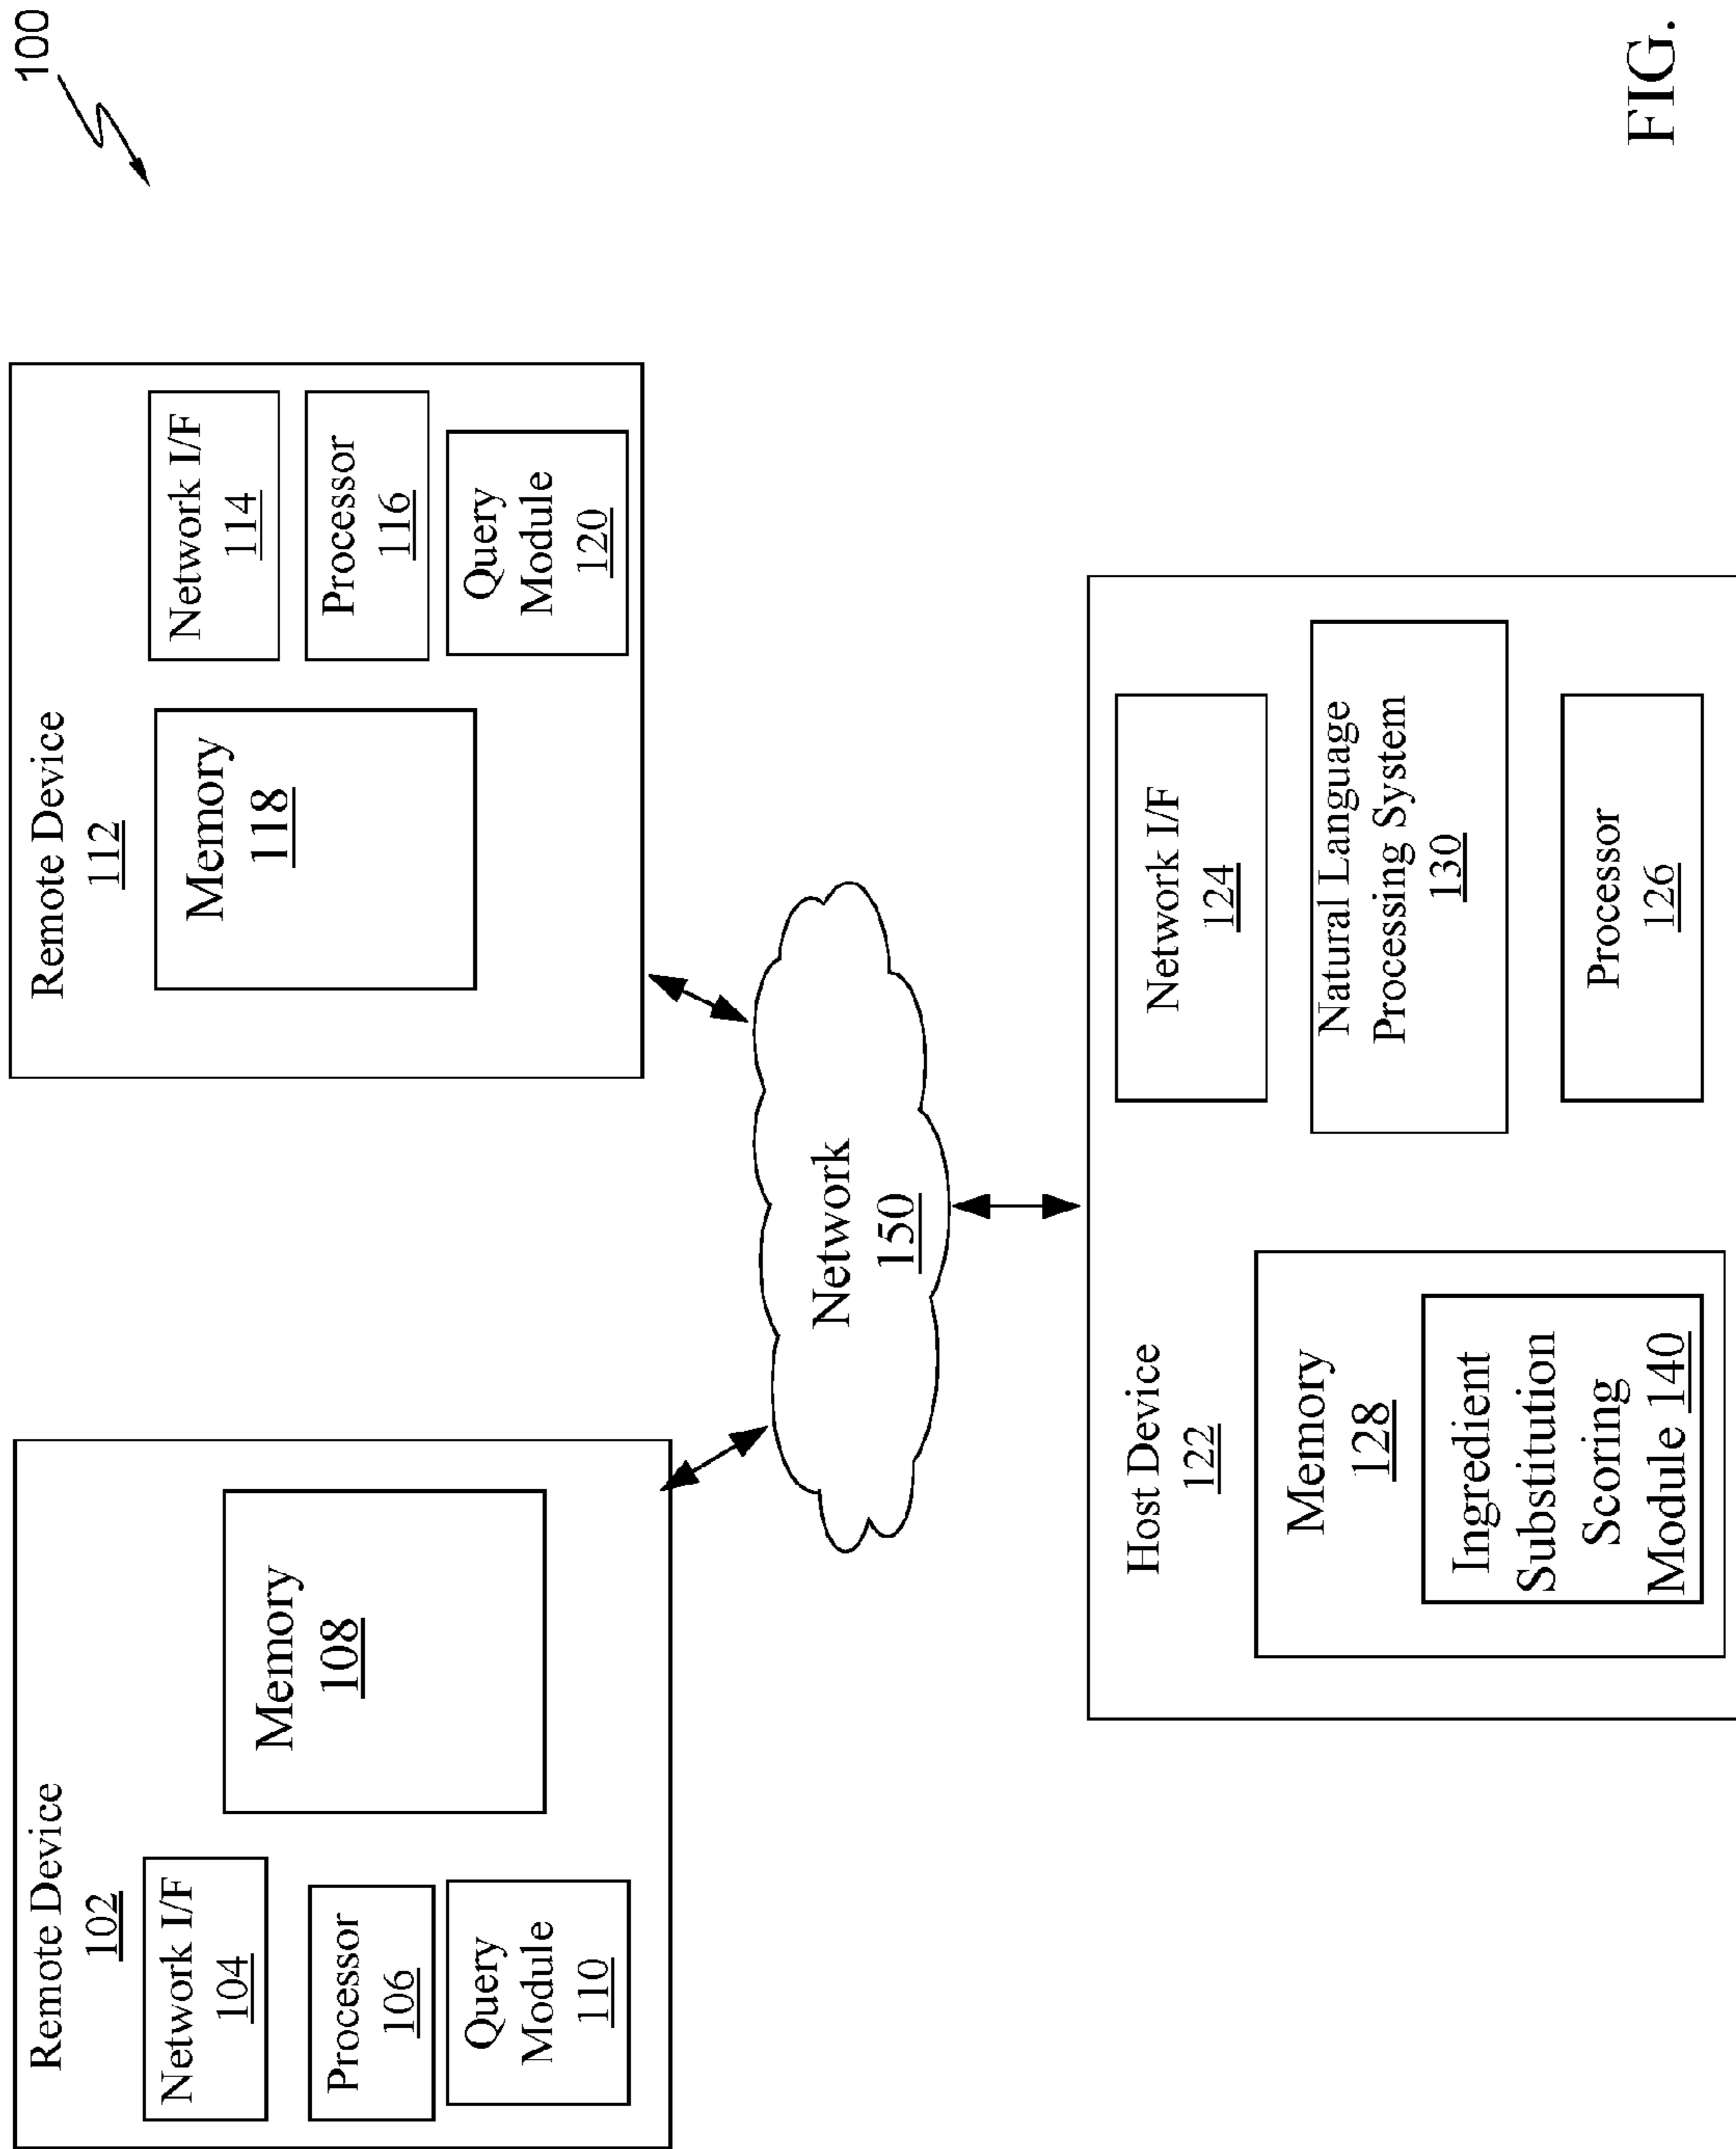 100
Remote Device
102
Network I/F
104
Processor
106
Query
Module
110
Memory
108
Remote Device
112
Memory
118
Network I/F
114
Processor
116
Query
Module
120
Network
150
Host Device
122
Memory
128
Ingredient
Substitution
Scoring
Module 140
Network I/F
124
Natural Language
Processing System
130
Processor
126
FIG.